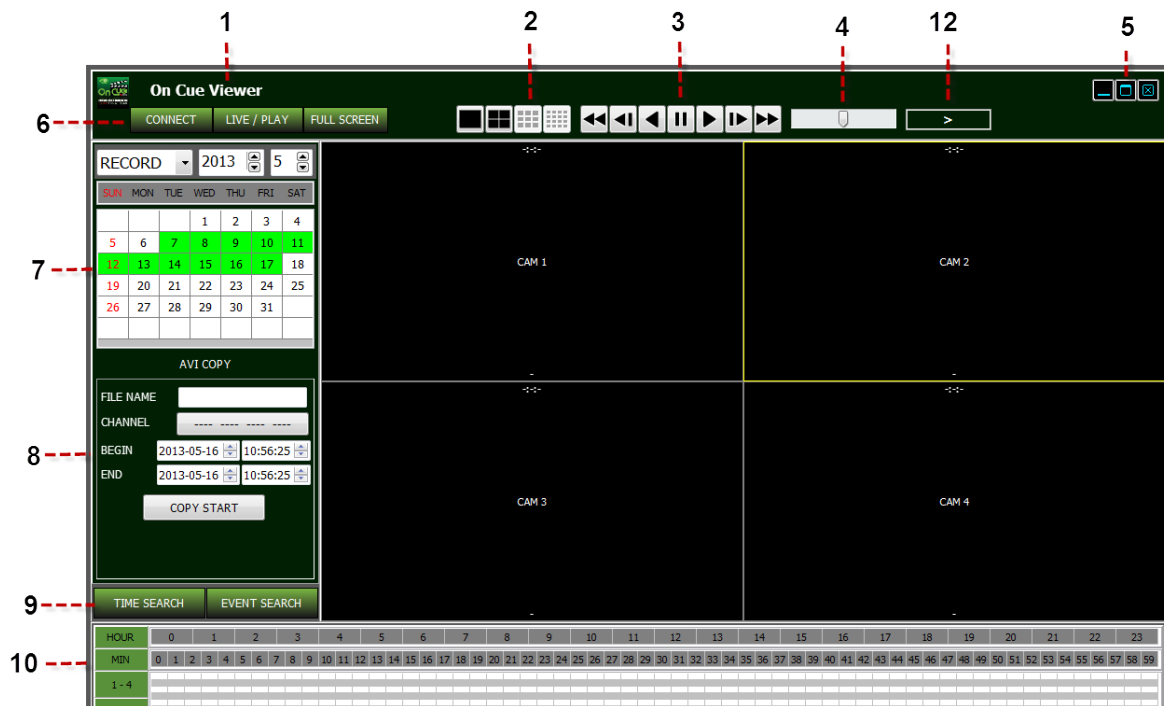 1 2 3 4 12 5
On Cue
On Cue Viewer
6
CONNECT LIVE / PLAY FULL SCREEN
>
RECORD 2013 5
SUN MON TUE WED THU FRI SAT
1 2 3 4
5 6 7 8 9 10 11
12 13 14 15 16 17 18
19 20 21 22 23 24 25
26 27 28 29 30 31
7
-:-:- -:-:-
CAM 1 CAM 2
- -
AVI COPY
FILE NAME
CHANNEL ---- ---- ---- ----
8
BEGIN 2013-05-16 10:56:25
END 2013-05-16 10:56:25
COPY START
-:-:- -:-:-
CAM 3 CAM 4
- -
9
TIME SEARCH EVENT SEARCH
HOUR 0 1 2 3 4 5 6 7 8 9 10 11 12 13 14 15 16 17 18 19 20 21 22 23
10
MIN 0 1 2 3 4 5 6 7 8 9 10 11 12 13 14 15 16 17 18 19 20 21 22 23 24 25 26 27 28 29 30 31 32 33 34 35 36 37 38 39 40 41 42 43 44 45 46 47 48 49 50 51 52 53 54 55 56 57 58 59
1 - 4